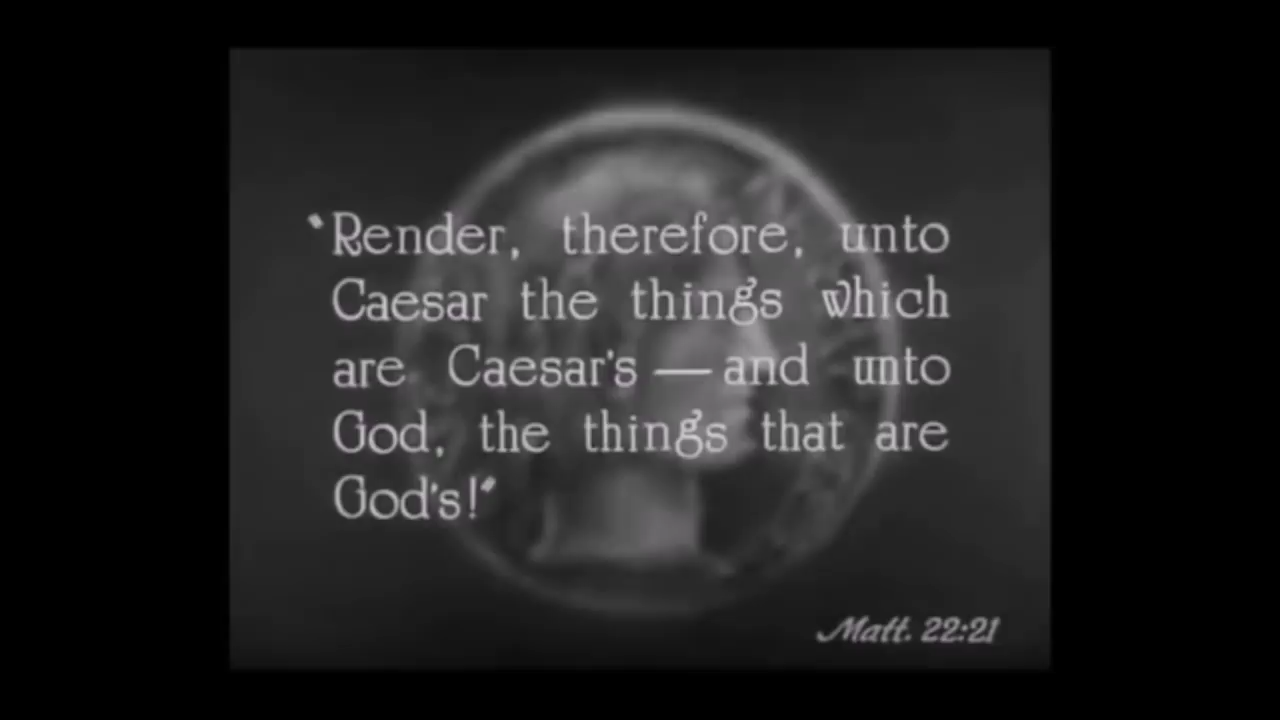 "Render, therefore, unto
Caesar the things which
are Caesar's — and unto
God, the things that are
God's!"
Matt. 22:21